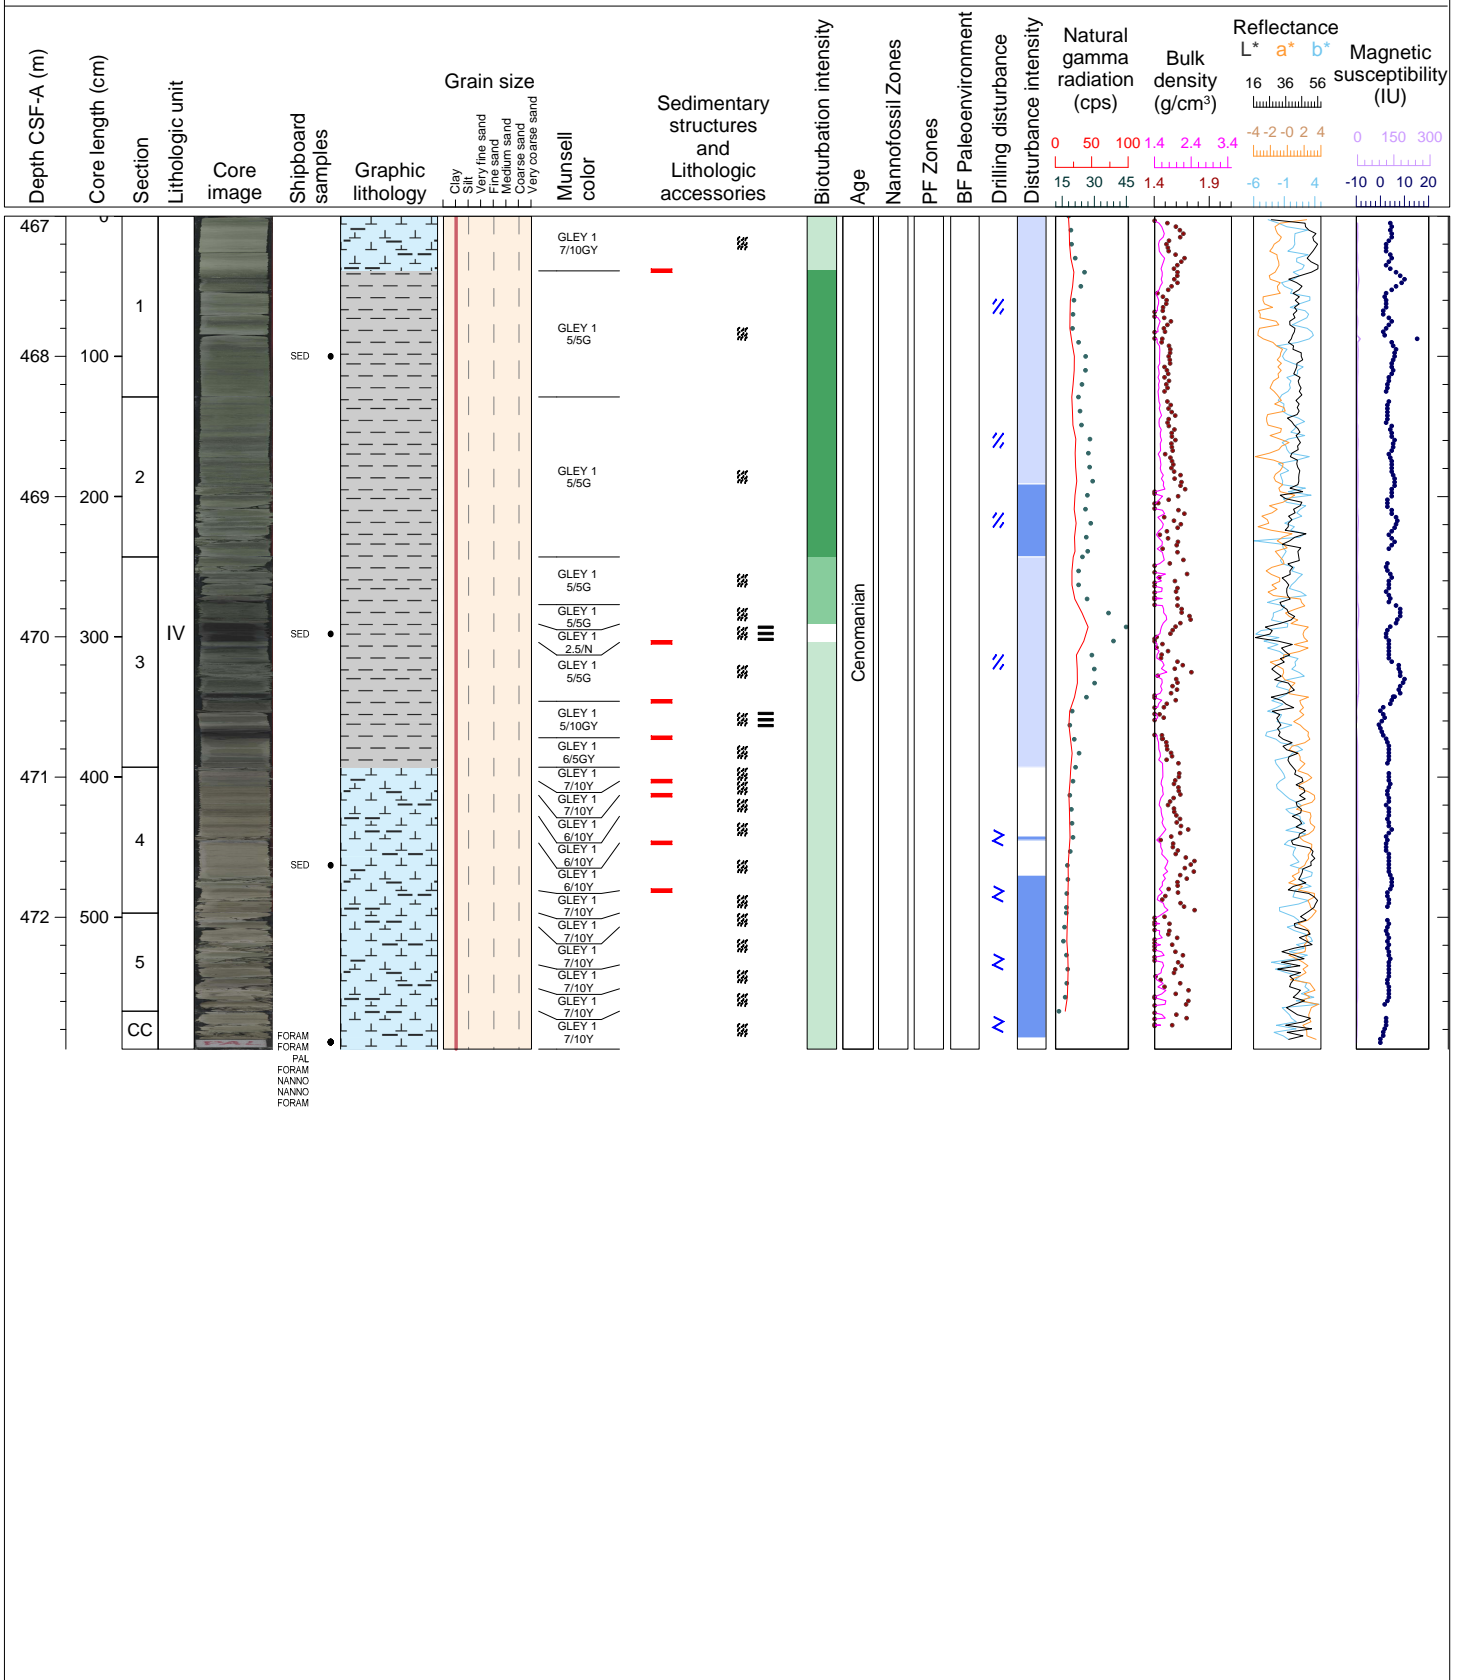 Depth CSF-A (m)
Core length (cm)
Section
Lithologic unit
Core
image
Shipboard
samples
Graphic
lithology
Grain size
Clay
Silt
Very fine sand
Fine sand
Medium sand
Coarse sand
Very coarse sand
Munsell
color
Sedimentary
structures
and
Lithologic
accessories
Bioturbation intensity
Age
Nannofossil Zones
PF Zones
BF Paleoenvironment
Drilling disturbance
Disturbance intensity
Natural
gamma
radiation
(cps)
0 50 100
15 30 45
Bulk
density
(g/cm³)
1.4 2.4 3.4
1.4 1.9
Reflectance
L* a* b*
16 36 56
-4 -2 -0 2 4
-6 -1 4
Magnetic
susceptibility
(IU)
0 150 300
-10 0 10 20
467
468
469
470
471
472
0
100
200
300
400
500
1
2
3
4
5
CC
IV
SED
SED
SED
FORAM
FORAM
PAL
FORAM
NANNO
NANNO
FORAM
PAL
GLEY 1
7/10GY
GLEY 1
5/5G
GLEY 1
5/5G
GLEY 1
5/5G
GLEY 1
5/5G
GLEY 1
2.5/N
GLEY 1
5/5G
GLEY 1
5/10GY
GLEY 1
6/5GY
GLEY 1
7/10Y
GLEY 1
7/10Y
GLEY 1
6/10Y
GLEY 1
6/10Y
GLEY 1
6/10Y
GLEY 1
7/10Y
GLEY 1
7/10Y
GLEY 1
7/10Y
GLEY 1
7/10Y
GLEY 1
7/10Y
GLEY 1
7/10Y
Cenomanian